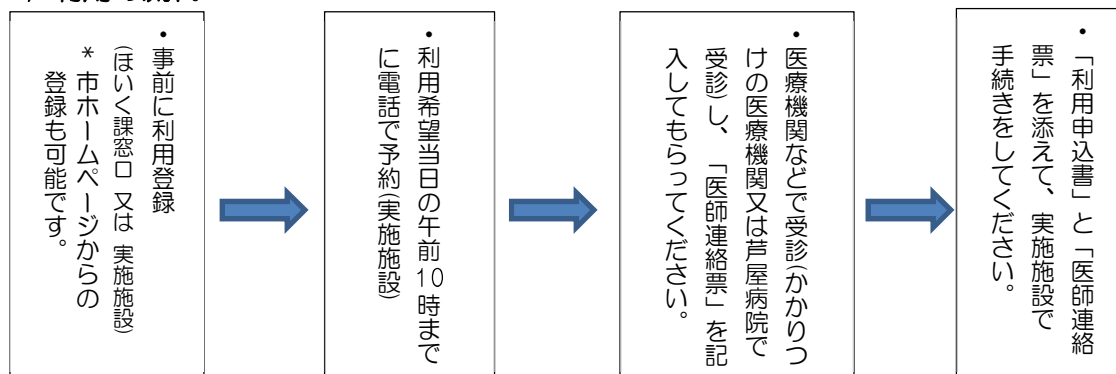 ・事前に利用登録
(ほいく課窓口 又は 実施施設)
＊市ホームページからの
登録も可能です。
・利用希望当日の午前10時まで
に電話で予約(実施施設)
・医療機関などで受診(かかりつ
けの医療機関又は芦屋病院で
受診)し、「医師連絡票」を記
入してもらってください。
・「利用申込書」と「医師連絡
票」を添えて、実施施設で
手続きをしてください。